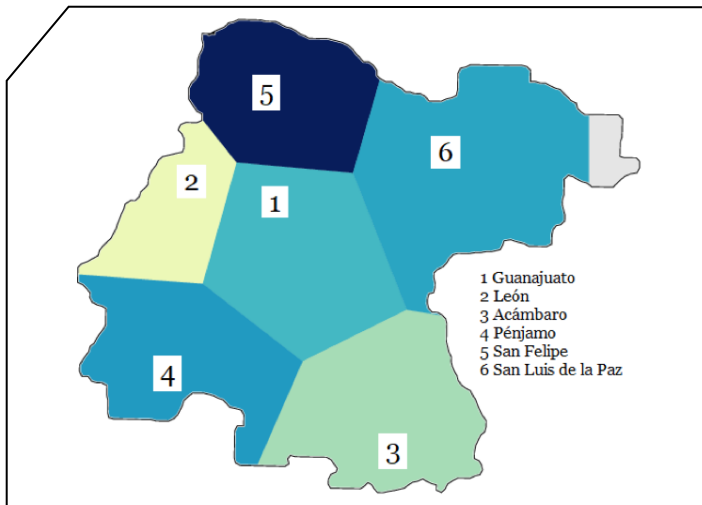 5
6
2
1
4
3
1 Guanajuato
2 León
3 Acámbaro
4 Pénjamo
5 San Felipe
6 San Luis de la Paz